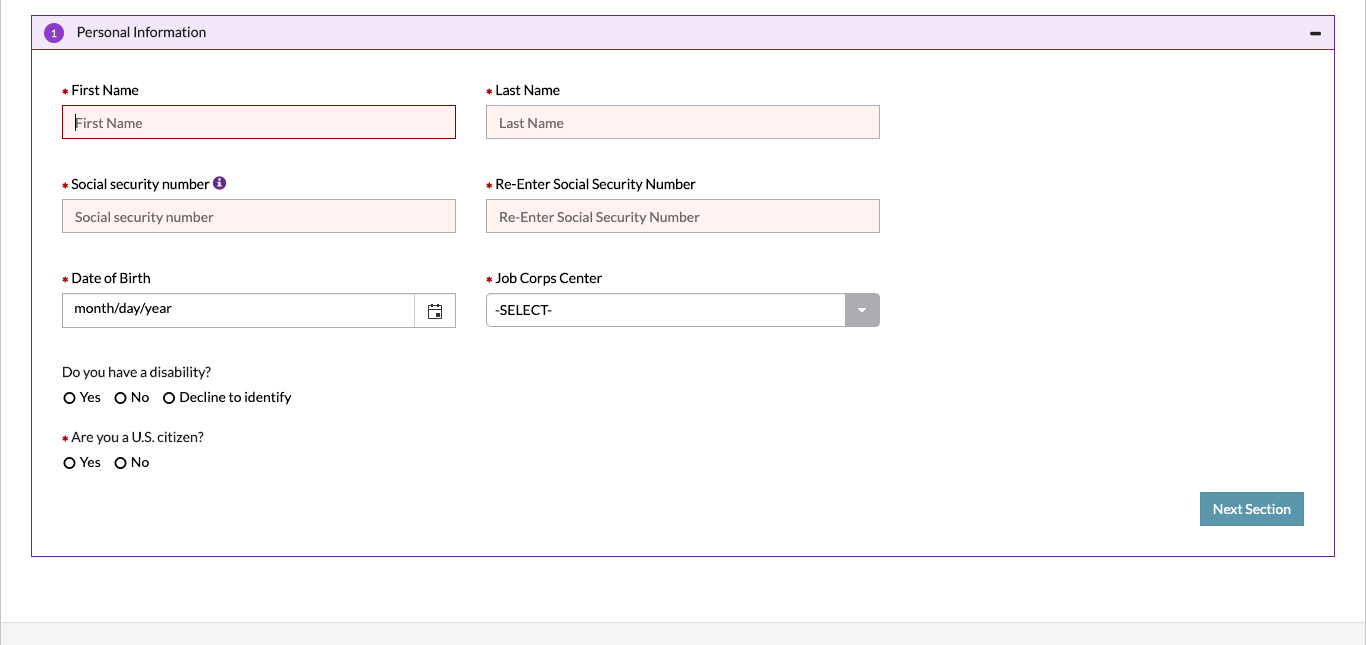 1 Personal Information
* First Name * Last Name
First Name Last Name
* Social security number * Re-Enter Social Security Number
Social security number Re-Enter Social Security Number
* Date of Birth * Job Corps Center
month/day/year -SELECT-
Do you have a disability?
Yes No Decline to identify
* Are you a U.S. citizen?
Yes No
Next Section